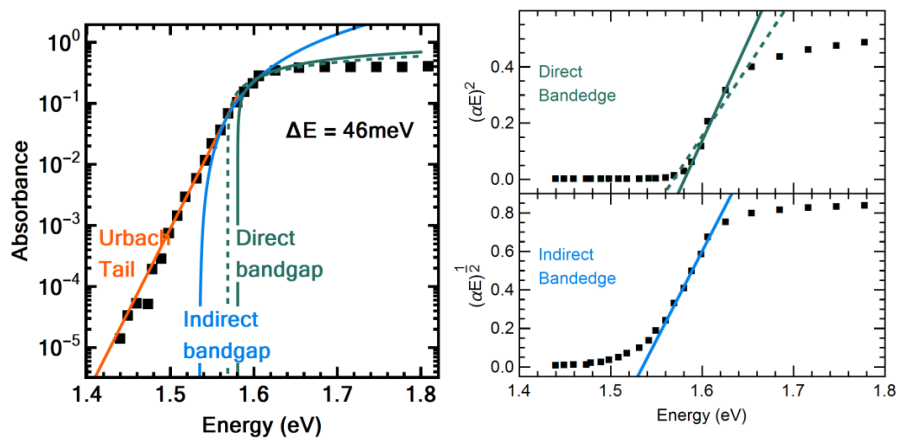 10⁰
10⁻¹
10⁻²
10⁻³
10⁻⁴
10⁻⁵
Absorbance
ΔE = 46meV
Urbach
Tail
Direct
bandgap
Indirect
bandgap
1.4 1.5 1.6 1.7 1.8
Energy (eV)
(αE)²
0.4
0.2
0.0
Direct
Bandedge
(αE)^½
0.8
0.6
0.4
0.2
0.0
Indirect
Bandedge
1.4 1.5 1.6 1.7 1.8
Energy (eV)